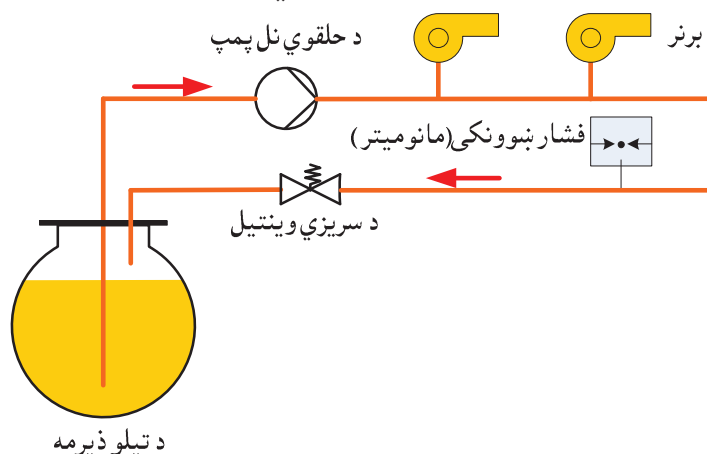 د حلقوي نل پمپ
برنر
فشار ښوونکی(مانومیتر)
د سریزي وینتیل
د تیلو ذیرمه